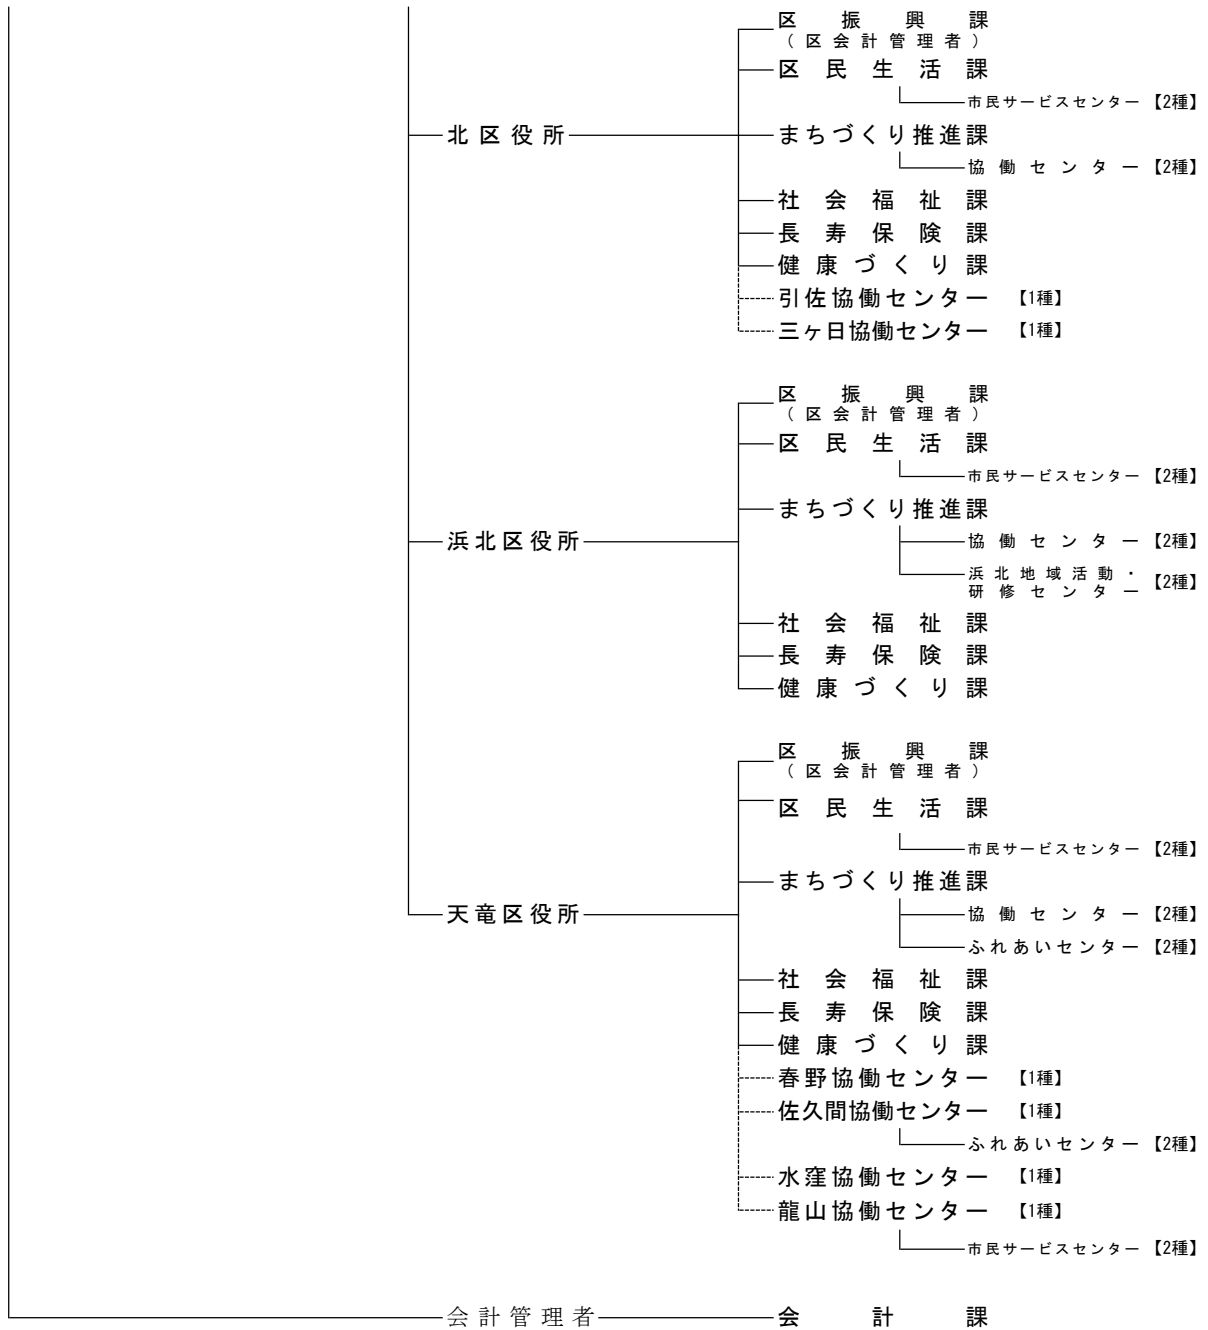 区振興課
（区会計管理者）
区民生活課
市民サービスセンター【2種】
北区役所
まちづくり推進課
協働センター【2種】
社会福祉課
長寿保険課
健康づくり課
引佐協働センター 【1種】
三ヶ日協働センター 【1種】
区振興課
（区会計管理者）
区民生活課
市民サービスセンター【2種】
まちづくり推進課
浜北区役所
協働センター【2種】
浜北地域活動・
研修センター【2種】
社会福祉課
長寿保険課
健康づくり課
区振興課
（区会計管理者）
区民生活課
市民サービスセンター【2種】
まちづくり推進課
天竜区役所
協働センター【2種】
ふれあいセンター【2種】
社会福祉課
長寿保険課
健康づくり課
春野協働センター 【1種】
佐久間協働センター 【1種】
ふれあいセンター【2種】
水窪協働センター 【1種】
龍山協働センター 【1種】
市民サービスセンター【2種】
会計管理者 会計課